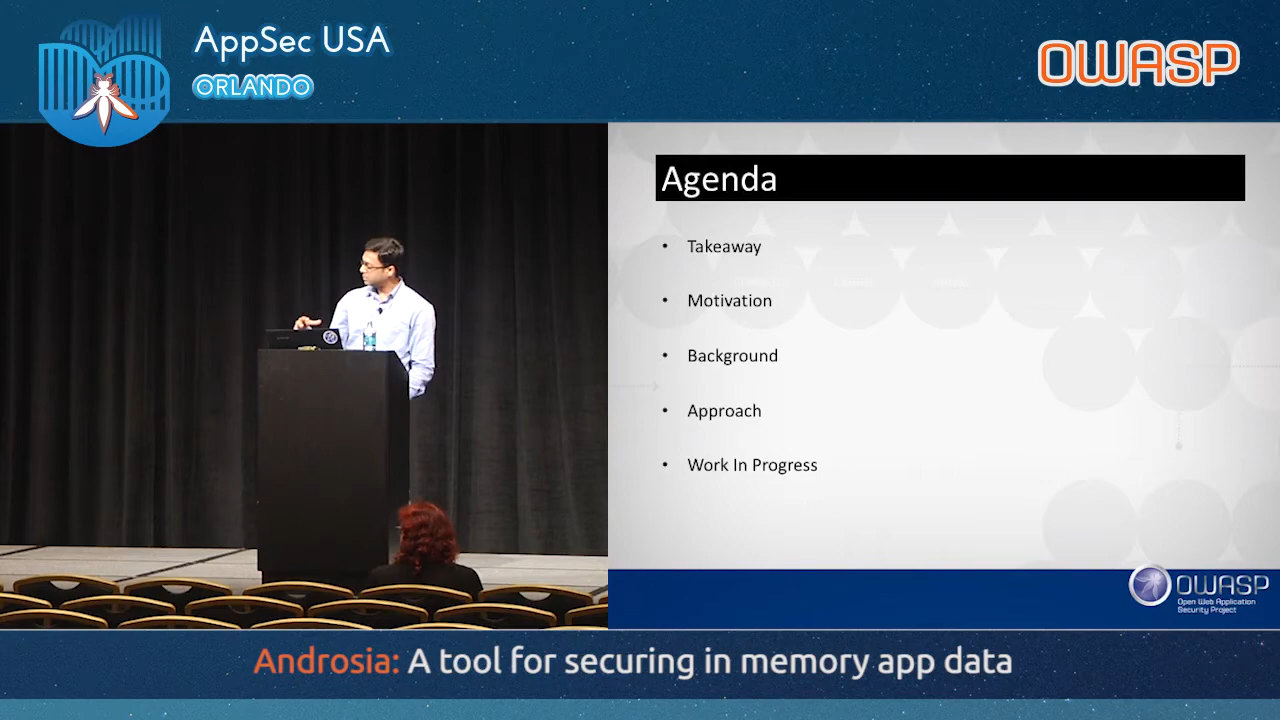 AppSec USA
ORLANDO
OWASP
Agenda
• Takeaway
• Motivation
• Background
• Approach
• Work In Progress
OWASP
Open Web Application
Security Project
Androsia: A tool for securing in memory app data